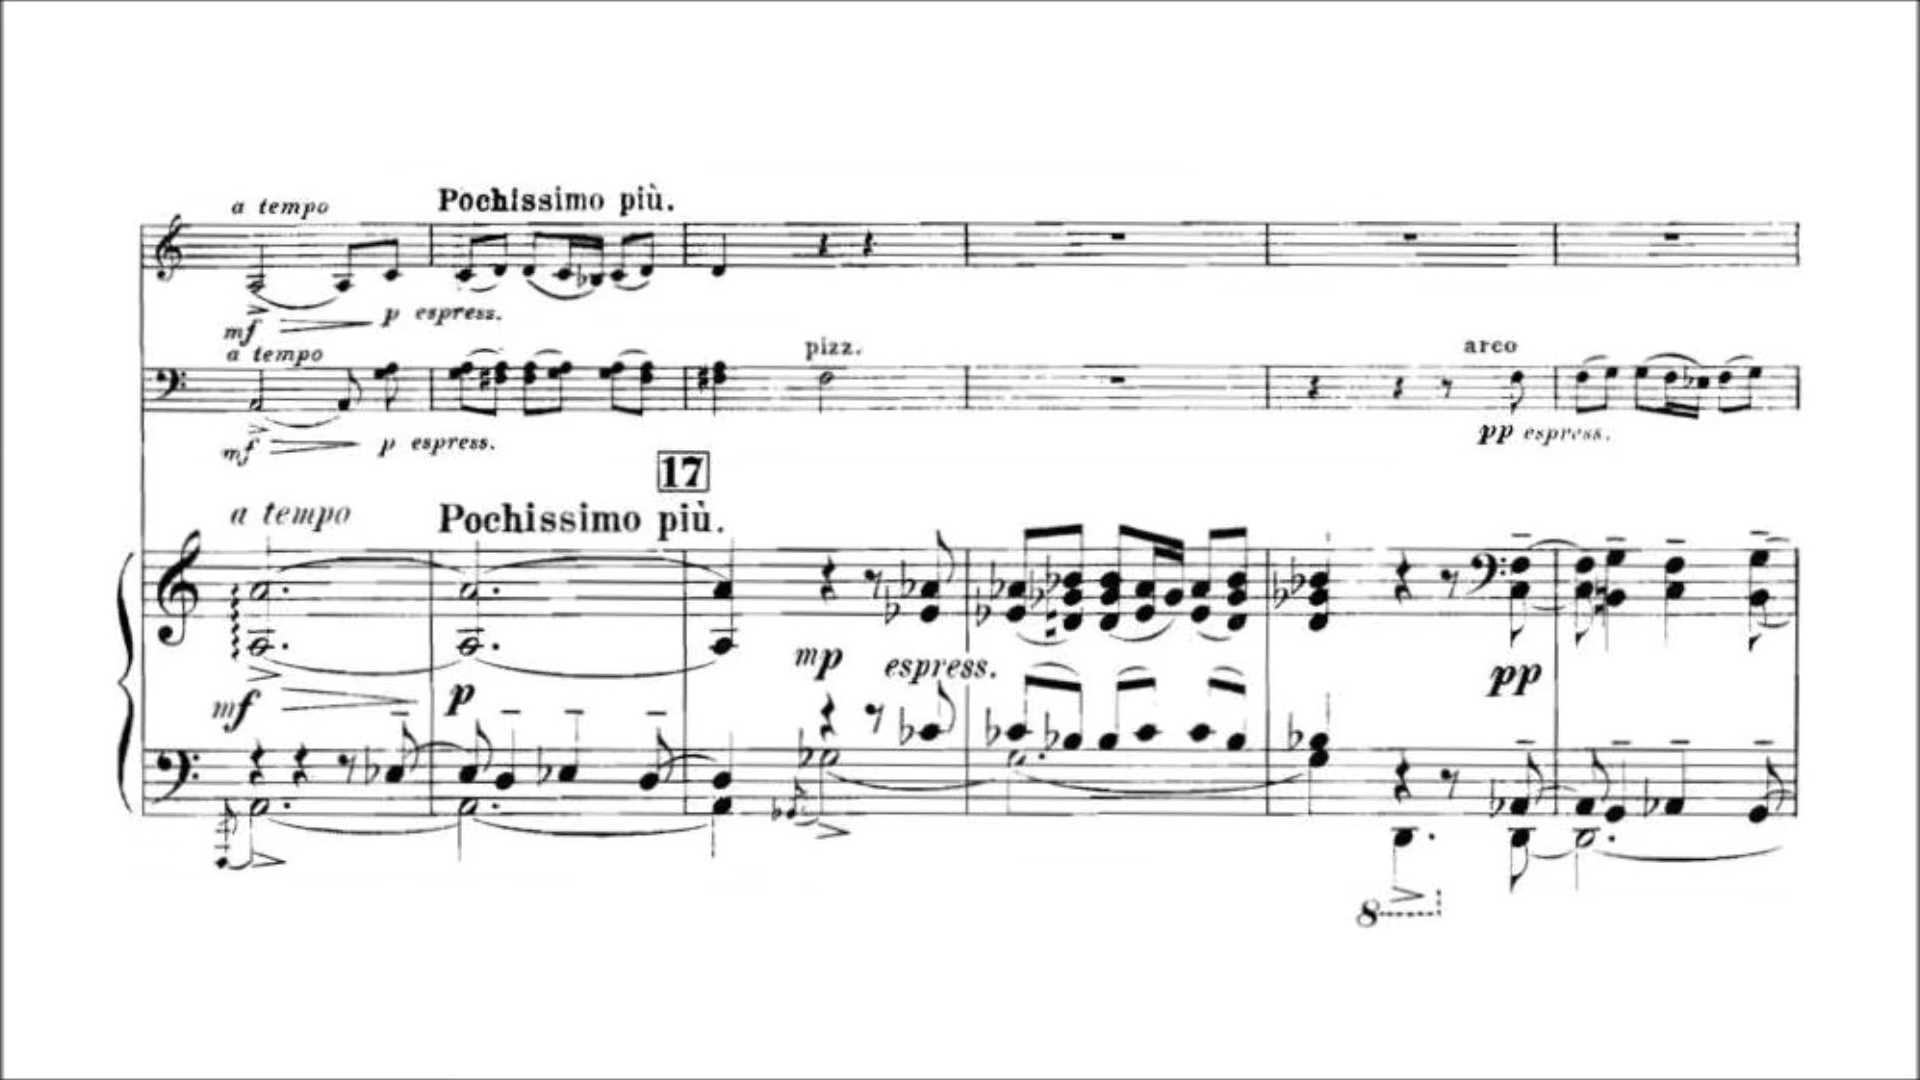 a tempo
Pochissimo più.
mf
p espress.
a tempo
pizz.
arco
mf
p espress.
pp espress.
17
a tempo
Pochissimo più.
mp
espress.
mf
p
pp
8